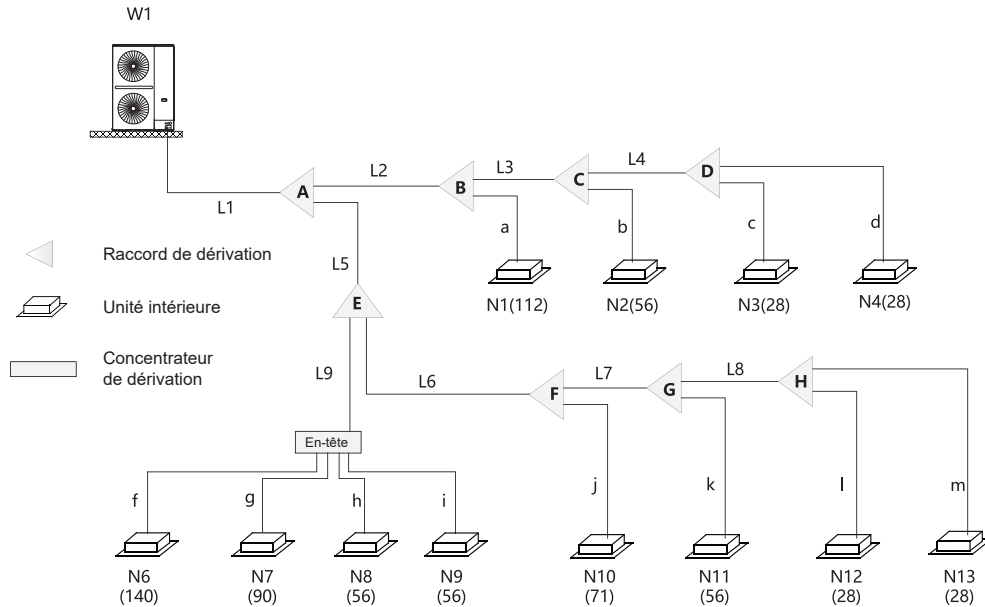 W1
L1
A
L2
B
L3
C
L4
D
a
b
c
d
N1(112)
N2(56)
N3(28)
N4(28)
Raccord de dérivation
Unité intérieure
Concentrateur
de dérivation
L5
E
L9
L6
F
L7
G
L8
H
En-tête
f
g
h
i
j
k
l
m
N6
(140)
N7
(90)
N8
(56)
N9
(56)
N10
(71)
N11
(56)
N12
(28)
N13
(28)